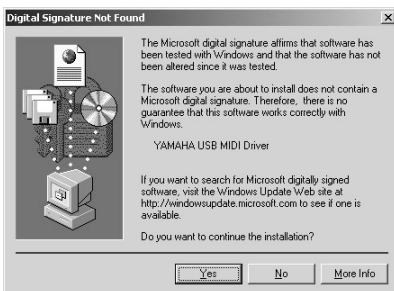 Digital Signature Not Found
The Microsoft digital signature affirms that software has
been tested with Windows and that the software has not
been altered since it was tested.
The software you are about to install does not contain a
Microsoft digital signature. Therefore, there is no
guarantee that this software works correctly with
Windows.
YAMAHA USB MIDI Driver
If you want to search for Microsoft digitally signed
software, visit the Windows Update Web site at
http://windowsupdate.microsoft.com to see if one is
available.
Do you want to continue the installation?
Yes No More Info